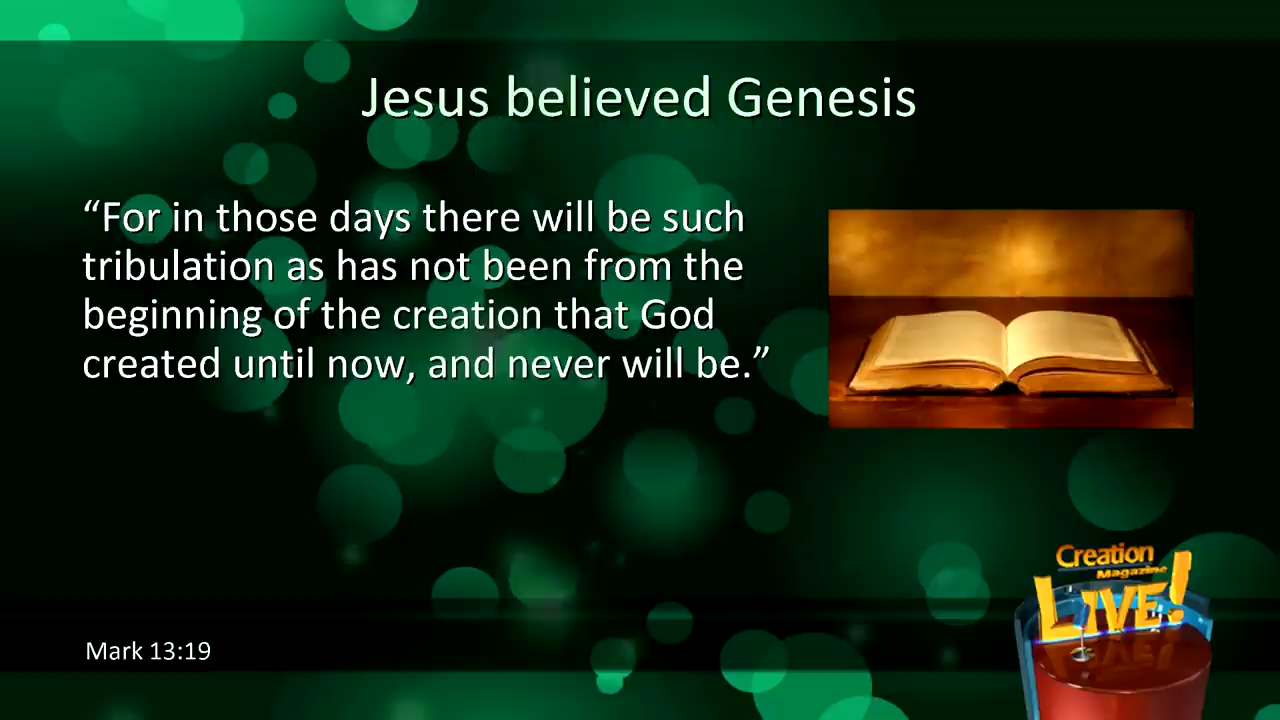 Jesus believed Genesis
“For in those days there will be such
tribulation as has not been from the
beginning of the creation that God
created until now, and never will be.”
Creation
Magazine
LIVE!
Mark 13:19